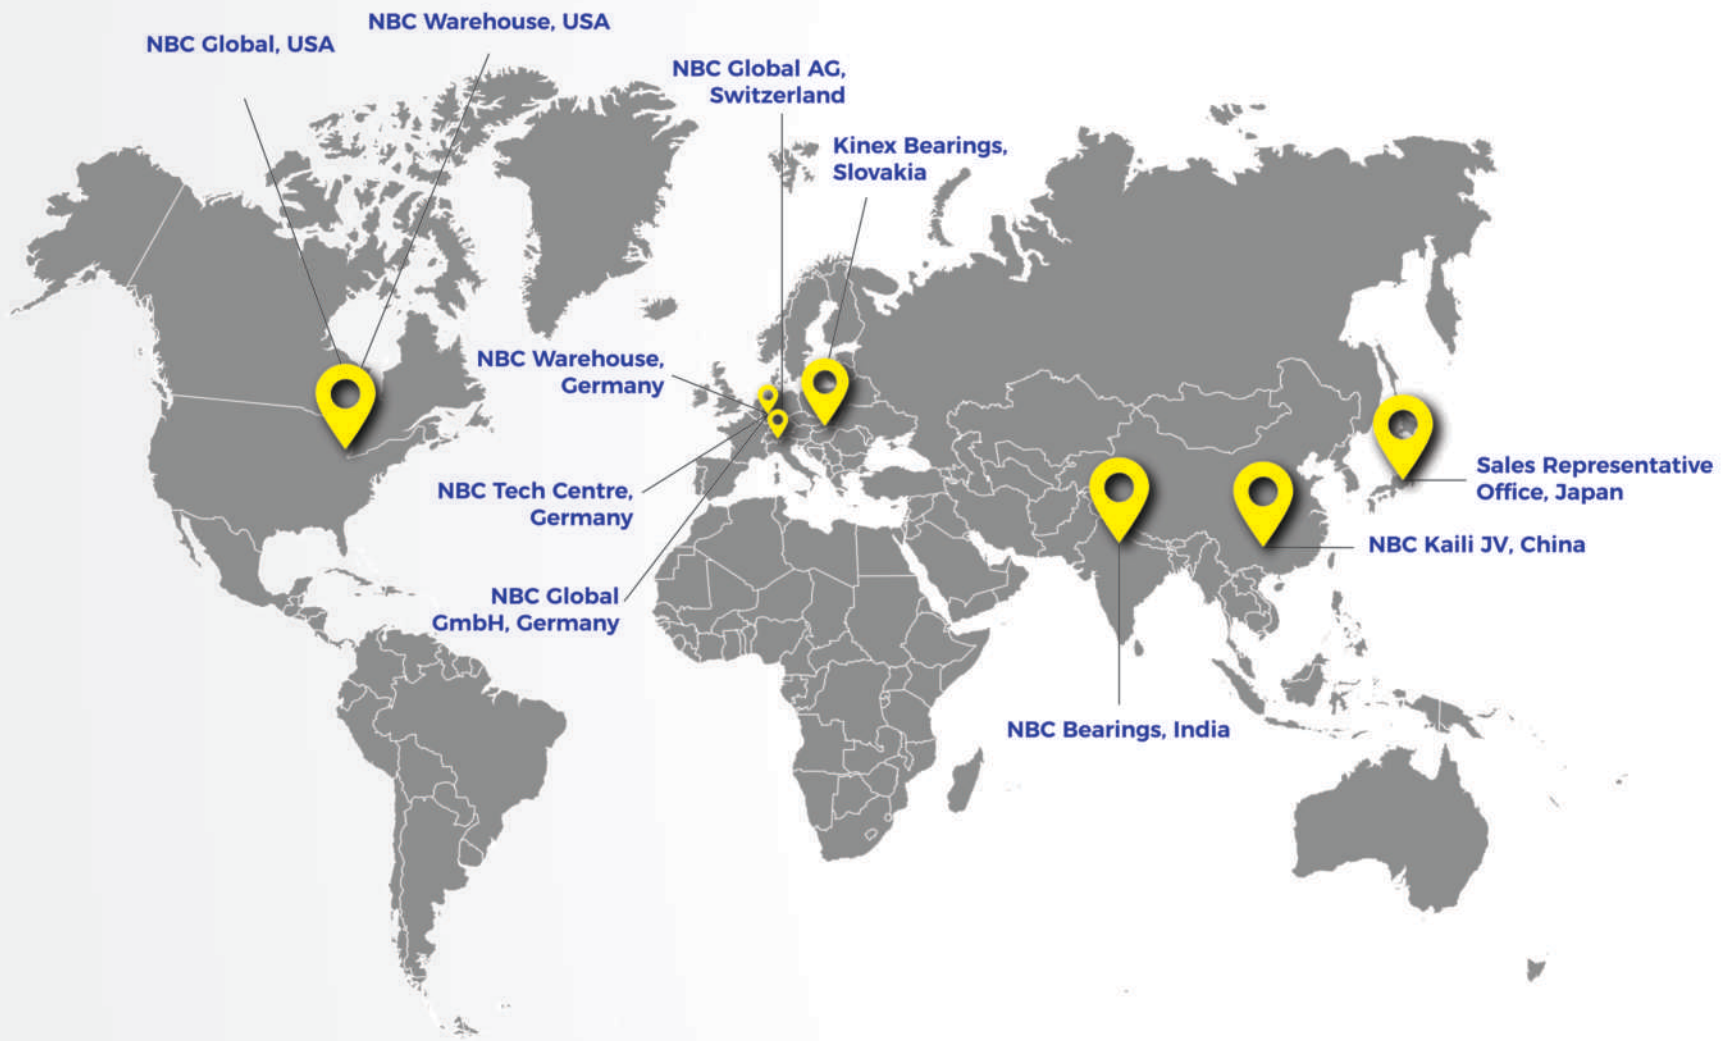 NBC Warehouse, USA
NBC Global, USA
NBC Global AG,
Switzerland
Kinex Bearings,
Slovakia
NBC Warehouse,
Germany
NBC Tech Centre,
Germany
Sales Representative
Office, Japan
NBC Kaili JV, China
NBC Global
GmbH, Germany
NBC Bearings, India